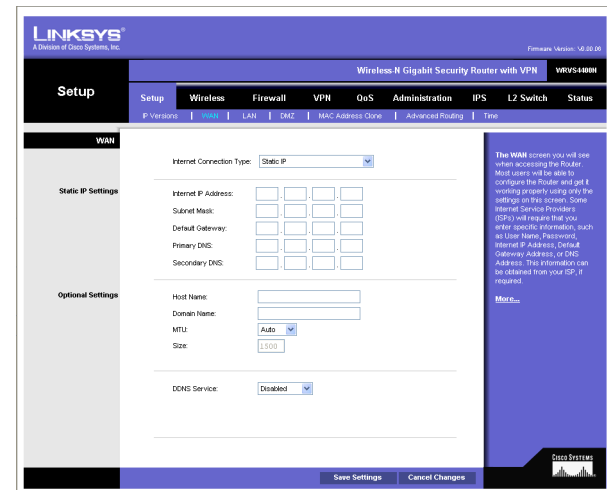 LINKSYS®
A Division of Cisco Systems, Inc.
Firmware Version: V0.00.06
Wireless-N Gigabit Security Router with VPN WRVS4400N
Setup
Setup Wireless Firewall VPN QoS Administration IPS L2 Switch Status
IP Versions | WAN | LAN | DMZ | MAC Address Clone | Advanced Routing | Time
WAN
Internet Connection Type: Static IP
Static IP Settings
Internet IP Address: . . .
Subnet Mask: . . .
Default Gateway: . . .
Primary DNS: . . .
Secondary DNS: . . .
Optional Settings
Host Name:
Domain Name:
MTU: Auto
Size: 1500
DDNS Service: Disabled
The WAN screen you will see
when accessing the Router.
Most users will be able to
configure the Router and get it
working properly using only the
settings on this screen. Some
Internet Service Providers
(ISPs) will require that you
enter specific information, such
as User Name, Password,
Internet IP Address, Default
Gateway Address, or DNS
Address. This information can
be obtained from your ISP, if
required.
More...
Save Settings Cancel Changes
CISCO SYSTEMS